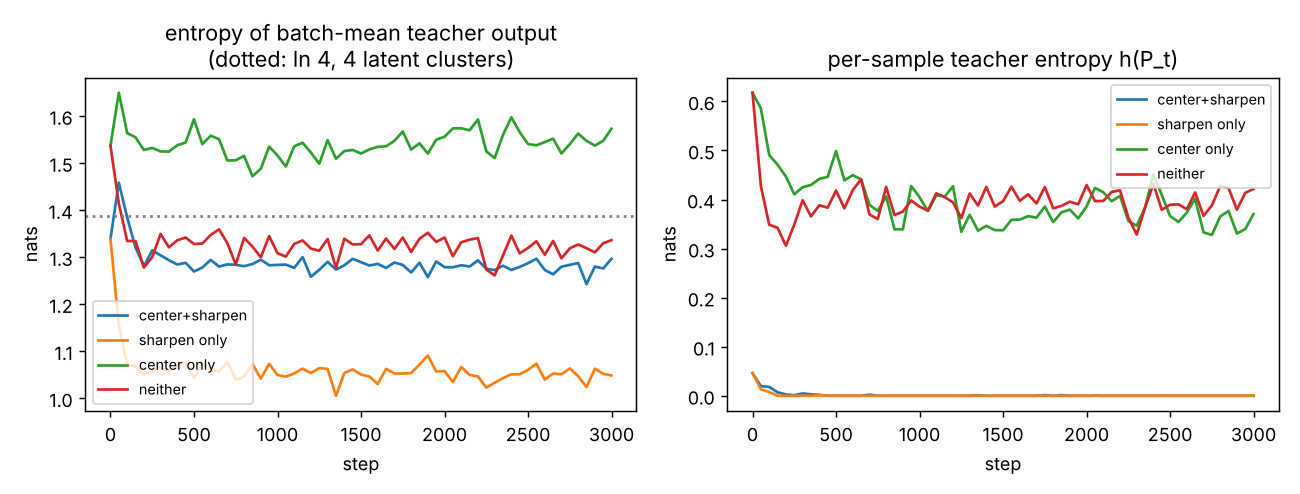 entropy of batch-mean teacher output
(dotted: ln 4, 4 latent clusters)
nats
1.6
1.5
1.4
1.3
1.2
1.1
1.0
center+sharpen
sharpen only
center only
neither
0
500
1000
1500
2000
2500
3000
step
per-sample teacher entropy h(P_t)
nats
0.6
0.5
0.4
0.3
0.2
0.1
0.0
center+sharpen
sharpen only
center only
neither
0
500
1000
1500
2000
2500
3000
step